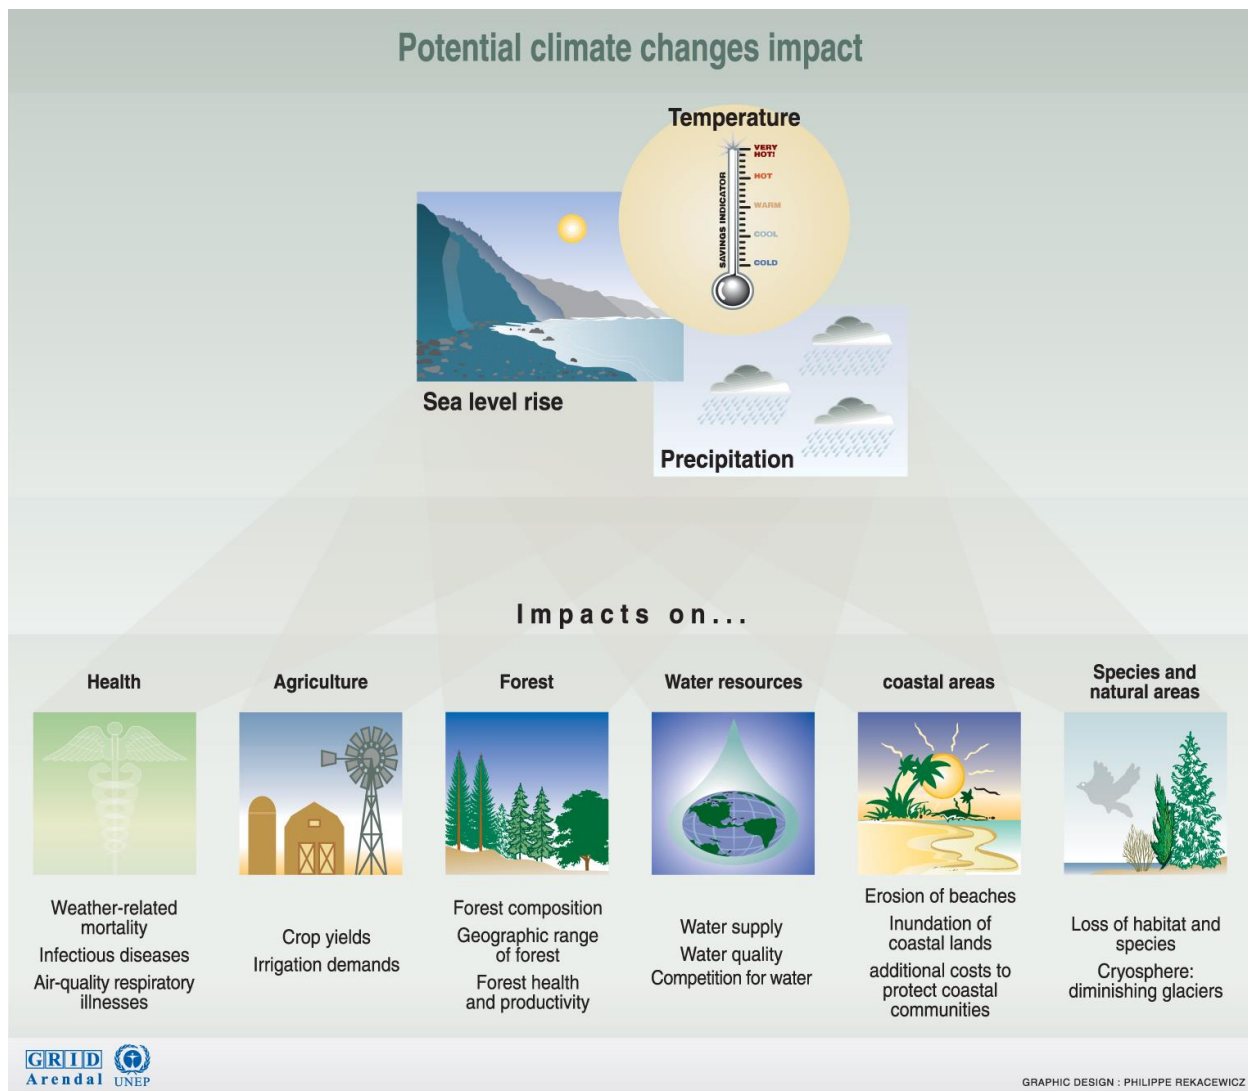 Potential climate changes impact
Temperature
VERY
HOT!
HOT
WARM
COOL
COLD
SAVINGS INDICATOR
Sea level rise
Precipitation
Impacts on...
Health
Agriculture
Forest
Water resources
coastal areas
Species and
natural areas
Weather-related
mortality
Infectious diseases
Air-quality respiratory
illnesses
Crop yields
Irrigation demands
Forest composition
Geographic range
of forest
Forest health
and productivity
Water supply
Water quality
Competition for water
Erosion of beaches
Inundation of
coastal lands
additional costs to
protect coastal
communities
Loss of habitat and
species
Cryosphere:
diminishing glaciers
GRID
Arendal
UNEP
GRAPHIC DESIGN : PHILIPPE REKACEWICZ